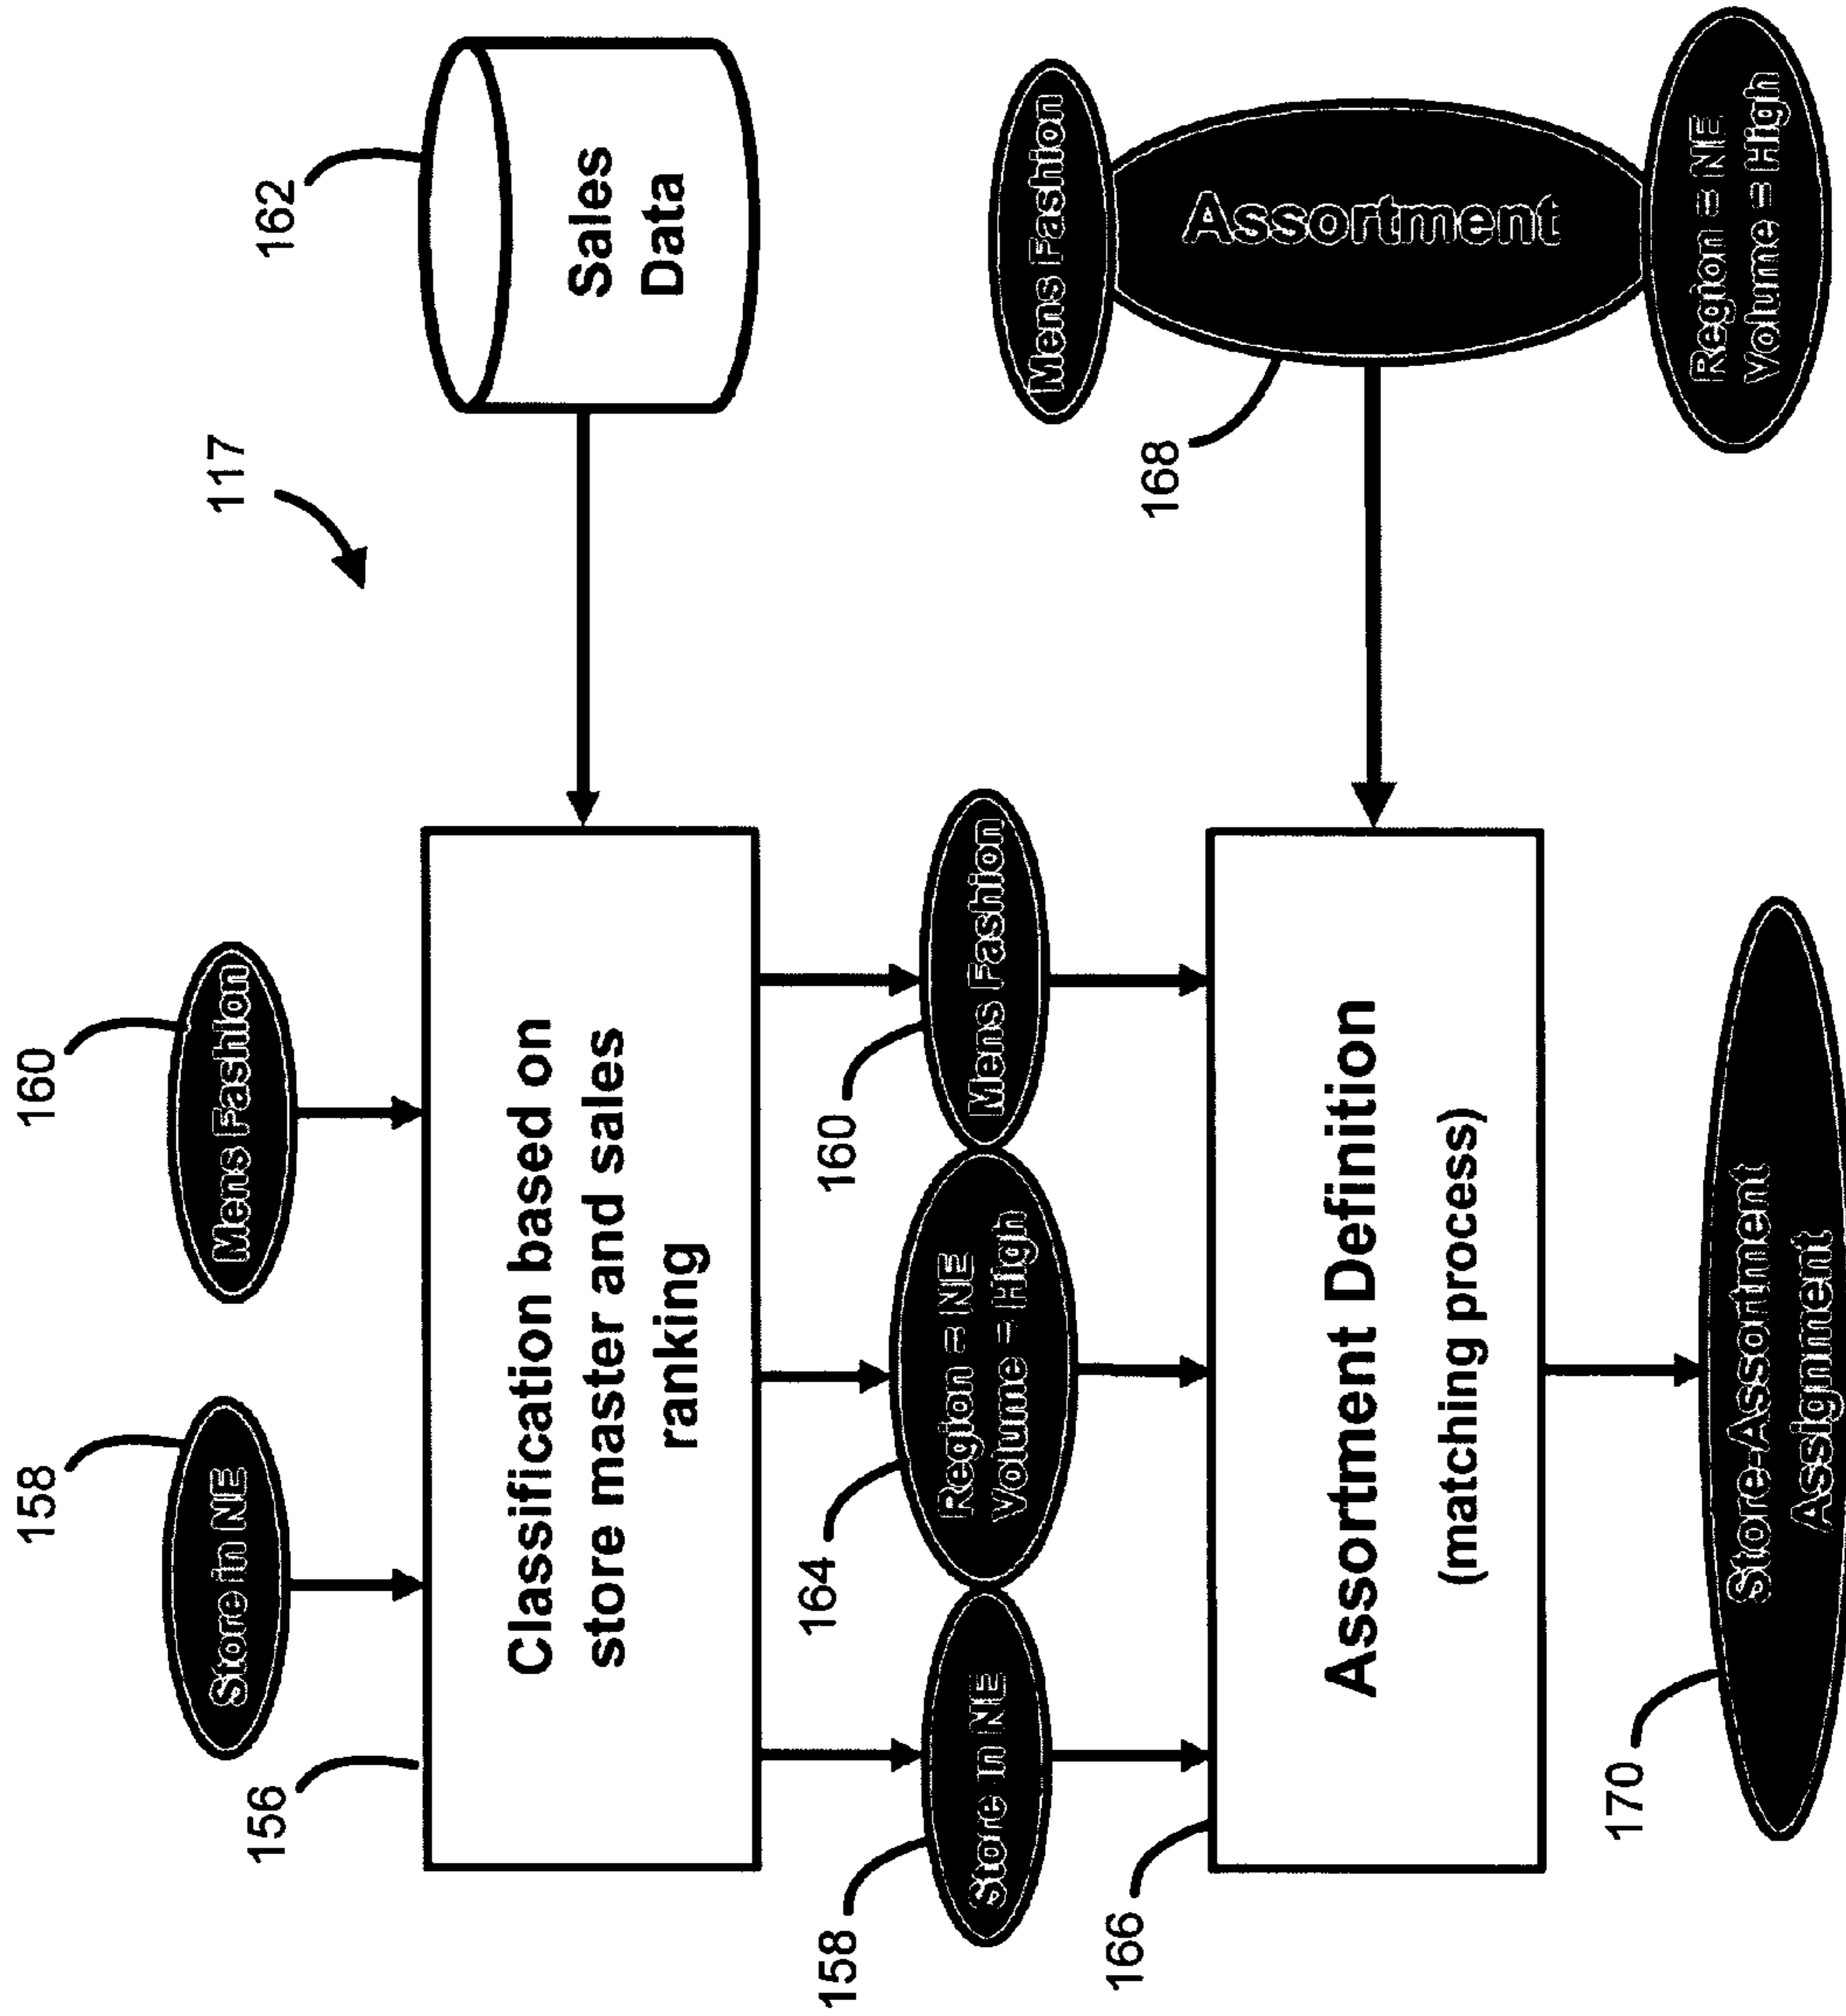 160
158
Mens Fashion
Store in NE
117
162
156
Classification based on
store master and sales
ranking
Sales
Data
160
164
158
Mens Fashion
Region = NE
Volume = High
Store in NE
168
Mens Fashion
Assortment
Region = NE
Volume = High
166
Assortment Definition
(matching process)
170
Store-Assortment
Assignment